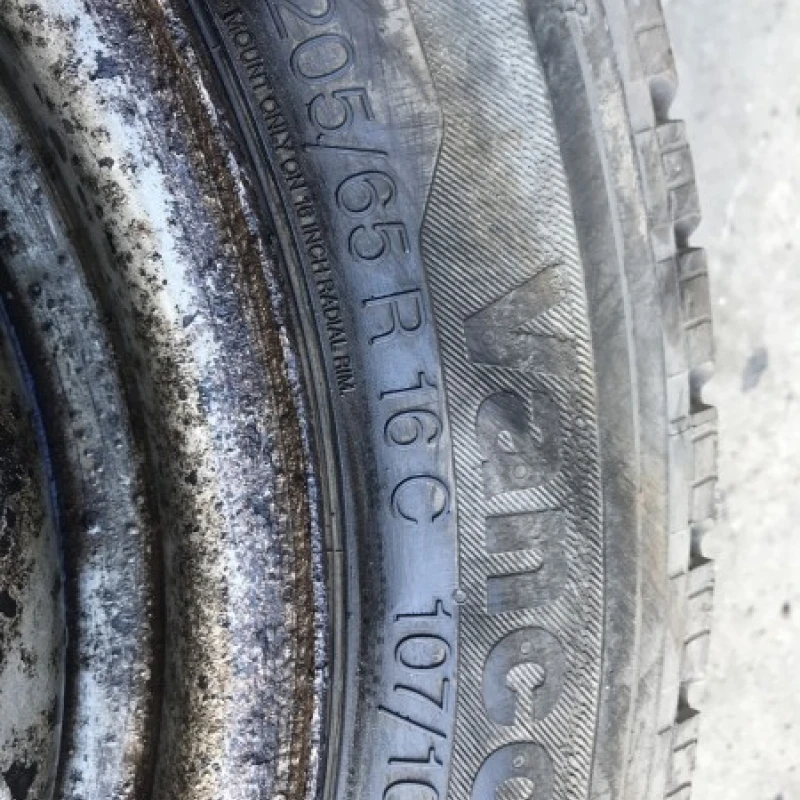 205/65 R 16 C 107/10
MOUNT ONLY ON 16 INCH RADIAL RIM.
Vanco